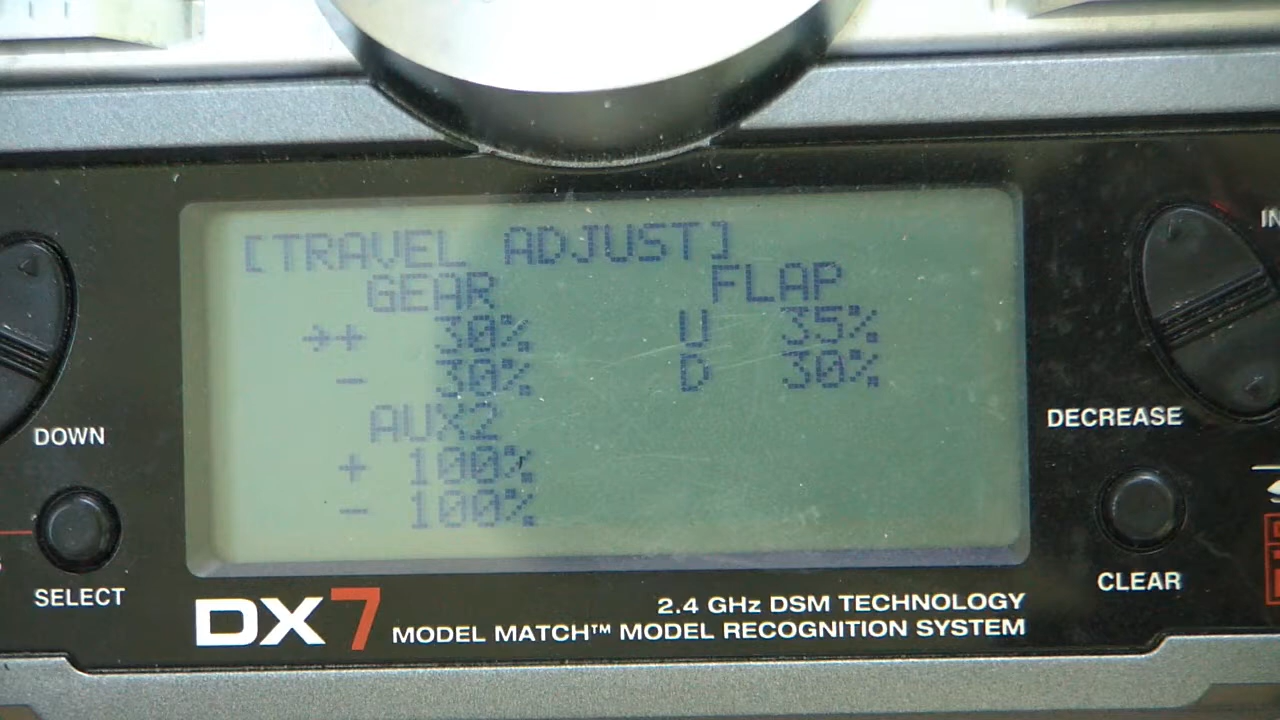 [TRAVEL ADJUST]
GEAR FLAP
→+ 30% U 35%
- 30% D 30%
AUX2
+ 100%
- 100%
DOWN
SELECT
DECREASE
CLEAR
DX7
2.4 GHz DSM TECHNOLOGY
MODEL MATCH™ MODEL RECOGNITION SYSTEM